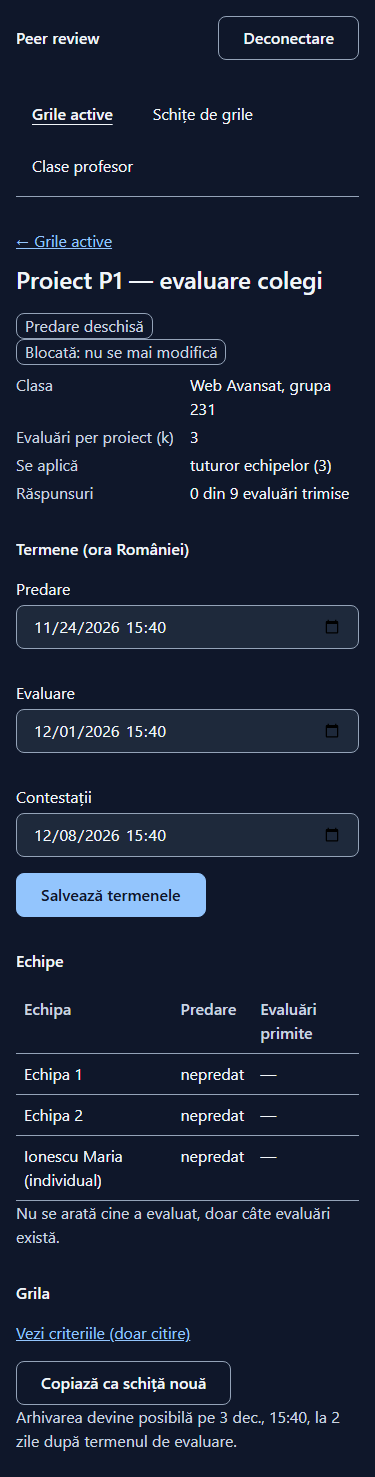 Peer review
Deconectare
Grile active
Schițe de grile
Clase profesor
← Grile active
Proiect P1 — evaluare colegi
Predare deschisă
Blocată: nu se mai modifică
Clasa
Web Avansat, grupa
231
Evaluări per proiect (k)
3
Se aplică
tuturor echipelor (3)
Răspunsuri
0 din 9 evaluări trimise
Termene (ora României)
Predare
11/24/2026 15:40
Evaluare
12/01/2026 15:40
Contestații
12/08/2026 15:40
Salvează termenele
Echipe
Echipa
Predare
Evaluări
primite
Echipa 1
nepredat
—
Echipa 2
nepredat
—
Ionescu Maria
(individual)
nepredat
—
Nu se arată cine a evaluat, doar câte evaluări
există.
Grila
Vezi criteriile (doar citire)
Copiază ca schiță nouă
Arhivarea devine posibilă pe 3 dec., 15:40, la 2
zile după termenul de evaluare.